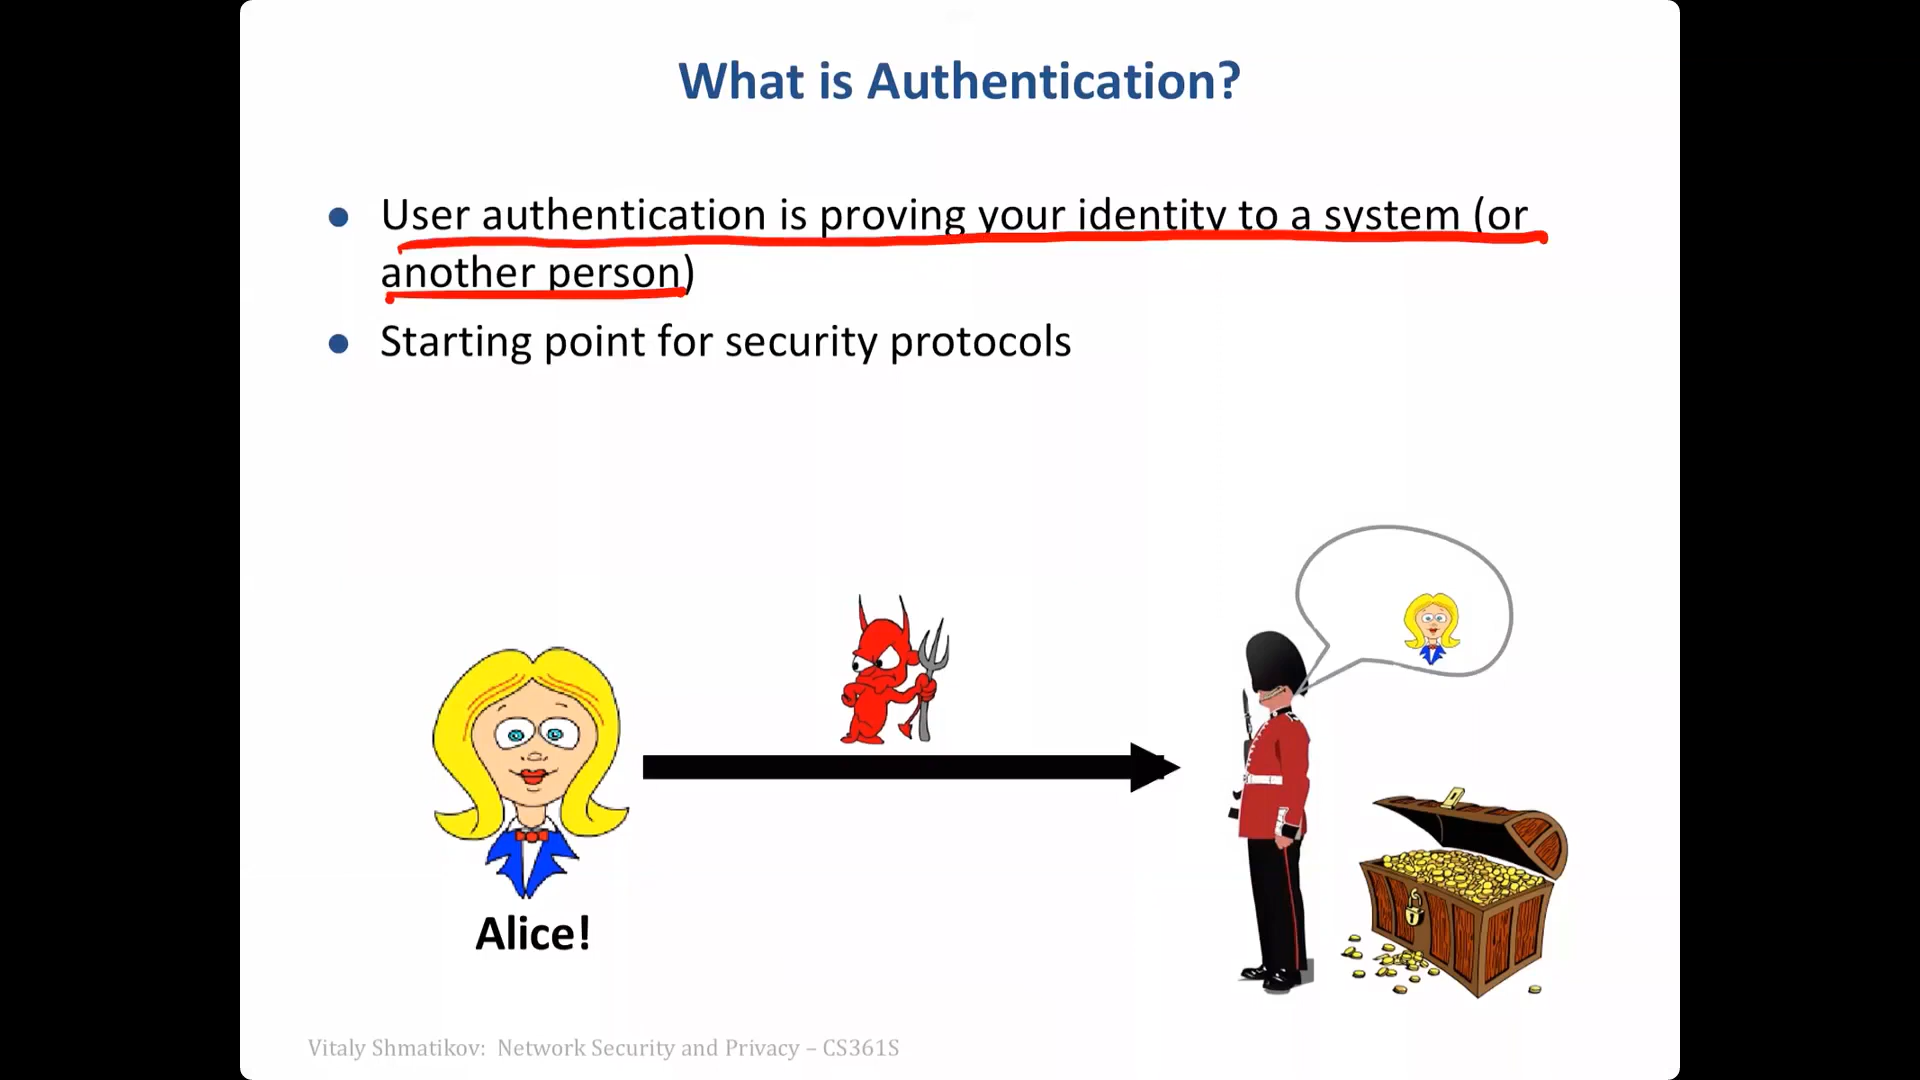 What is Authentication?
User authentication is proving your identity to a system (or
another person)
Starting point for security protocols
Alice!
Vitaly Shmatikov: Network Security and Privacy – CS361S